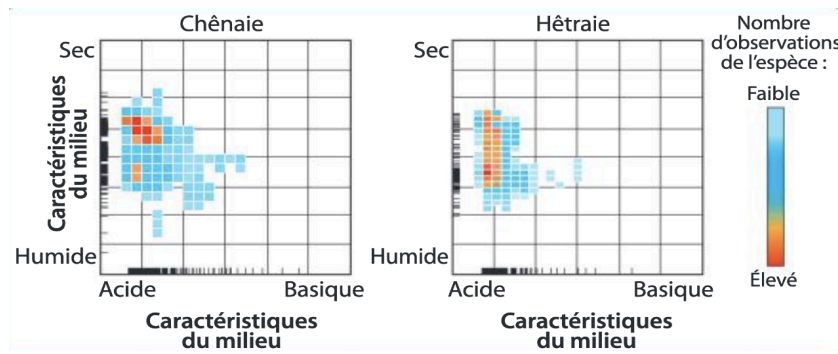 Chênaie
Sec
Humide
Caractéristiques
du milieu
Acide
Basique
Caractéristiques
du milieu
Hêtraie
Sec
Humide
Acide
Basique
Caractéristiques
du milieu
Nombre
d'observations
de l'espèce :
Faible
Élevé